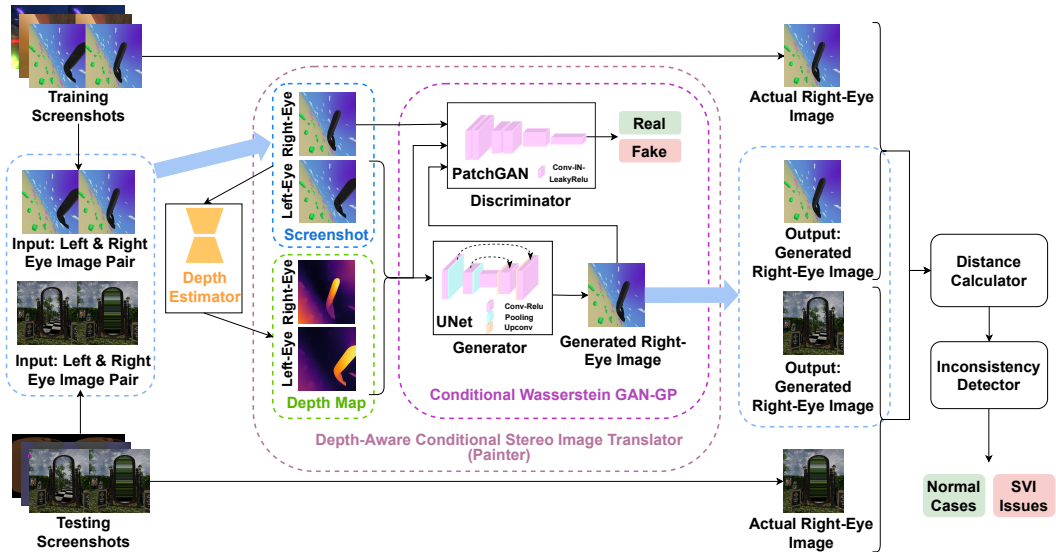 Training
Screenshots
Input: Left & Right
Eye Image Pair
Input: Left & Right
Eye Image Pair
Testing
Screenshots
Depth
Estimator
Right-Eye
Left-Eye
Screenshot
Right-Eye
Left-Eye
Depth Map
PatchGAN
Conv-IN-
LeakyRelu
Discriminator
Real
Fake
UNet
Conv-Relu
Pooling
Upconv
Generator
Generated Right-
Eye Image
Conditional Wasserstein GAN-GP
Depth-Aware Conditional Stereo Image Translator
(Painter)
Actual Right-Eye
Image
Output:
Generated
Right-Eye Image
Output:
Generated
Right-Eye Image
Actual Right-Eye
Image
Distance
Calculator
Inconsistency
Detector
Normal
Cases
SVI
Issues